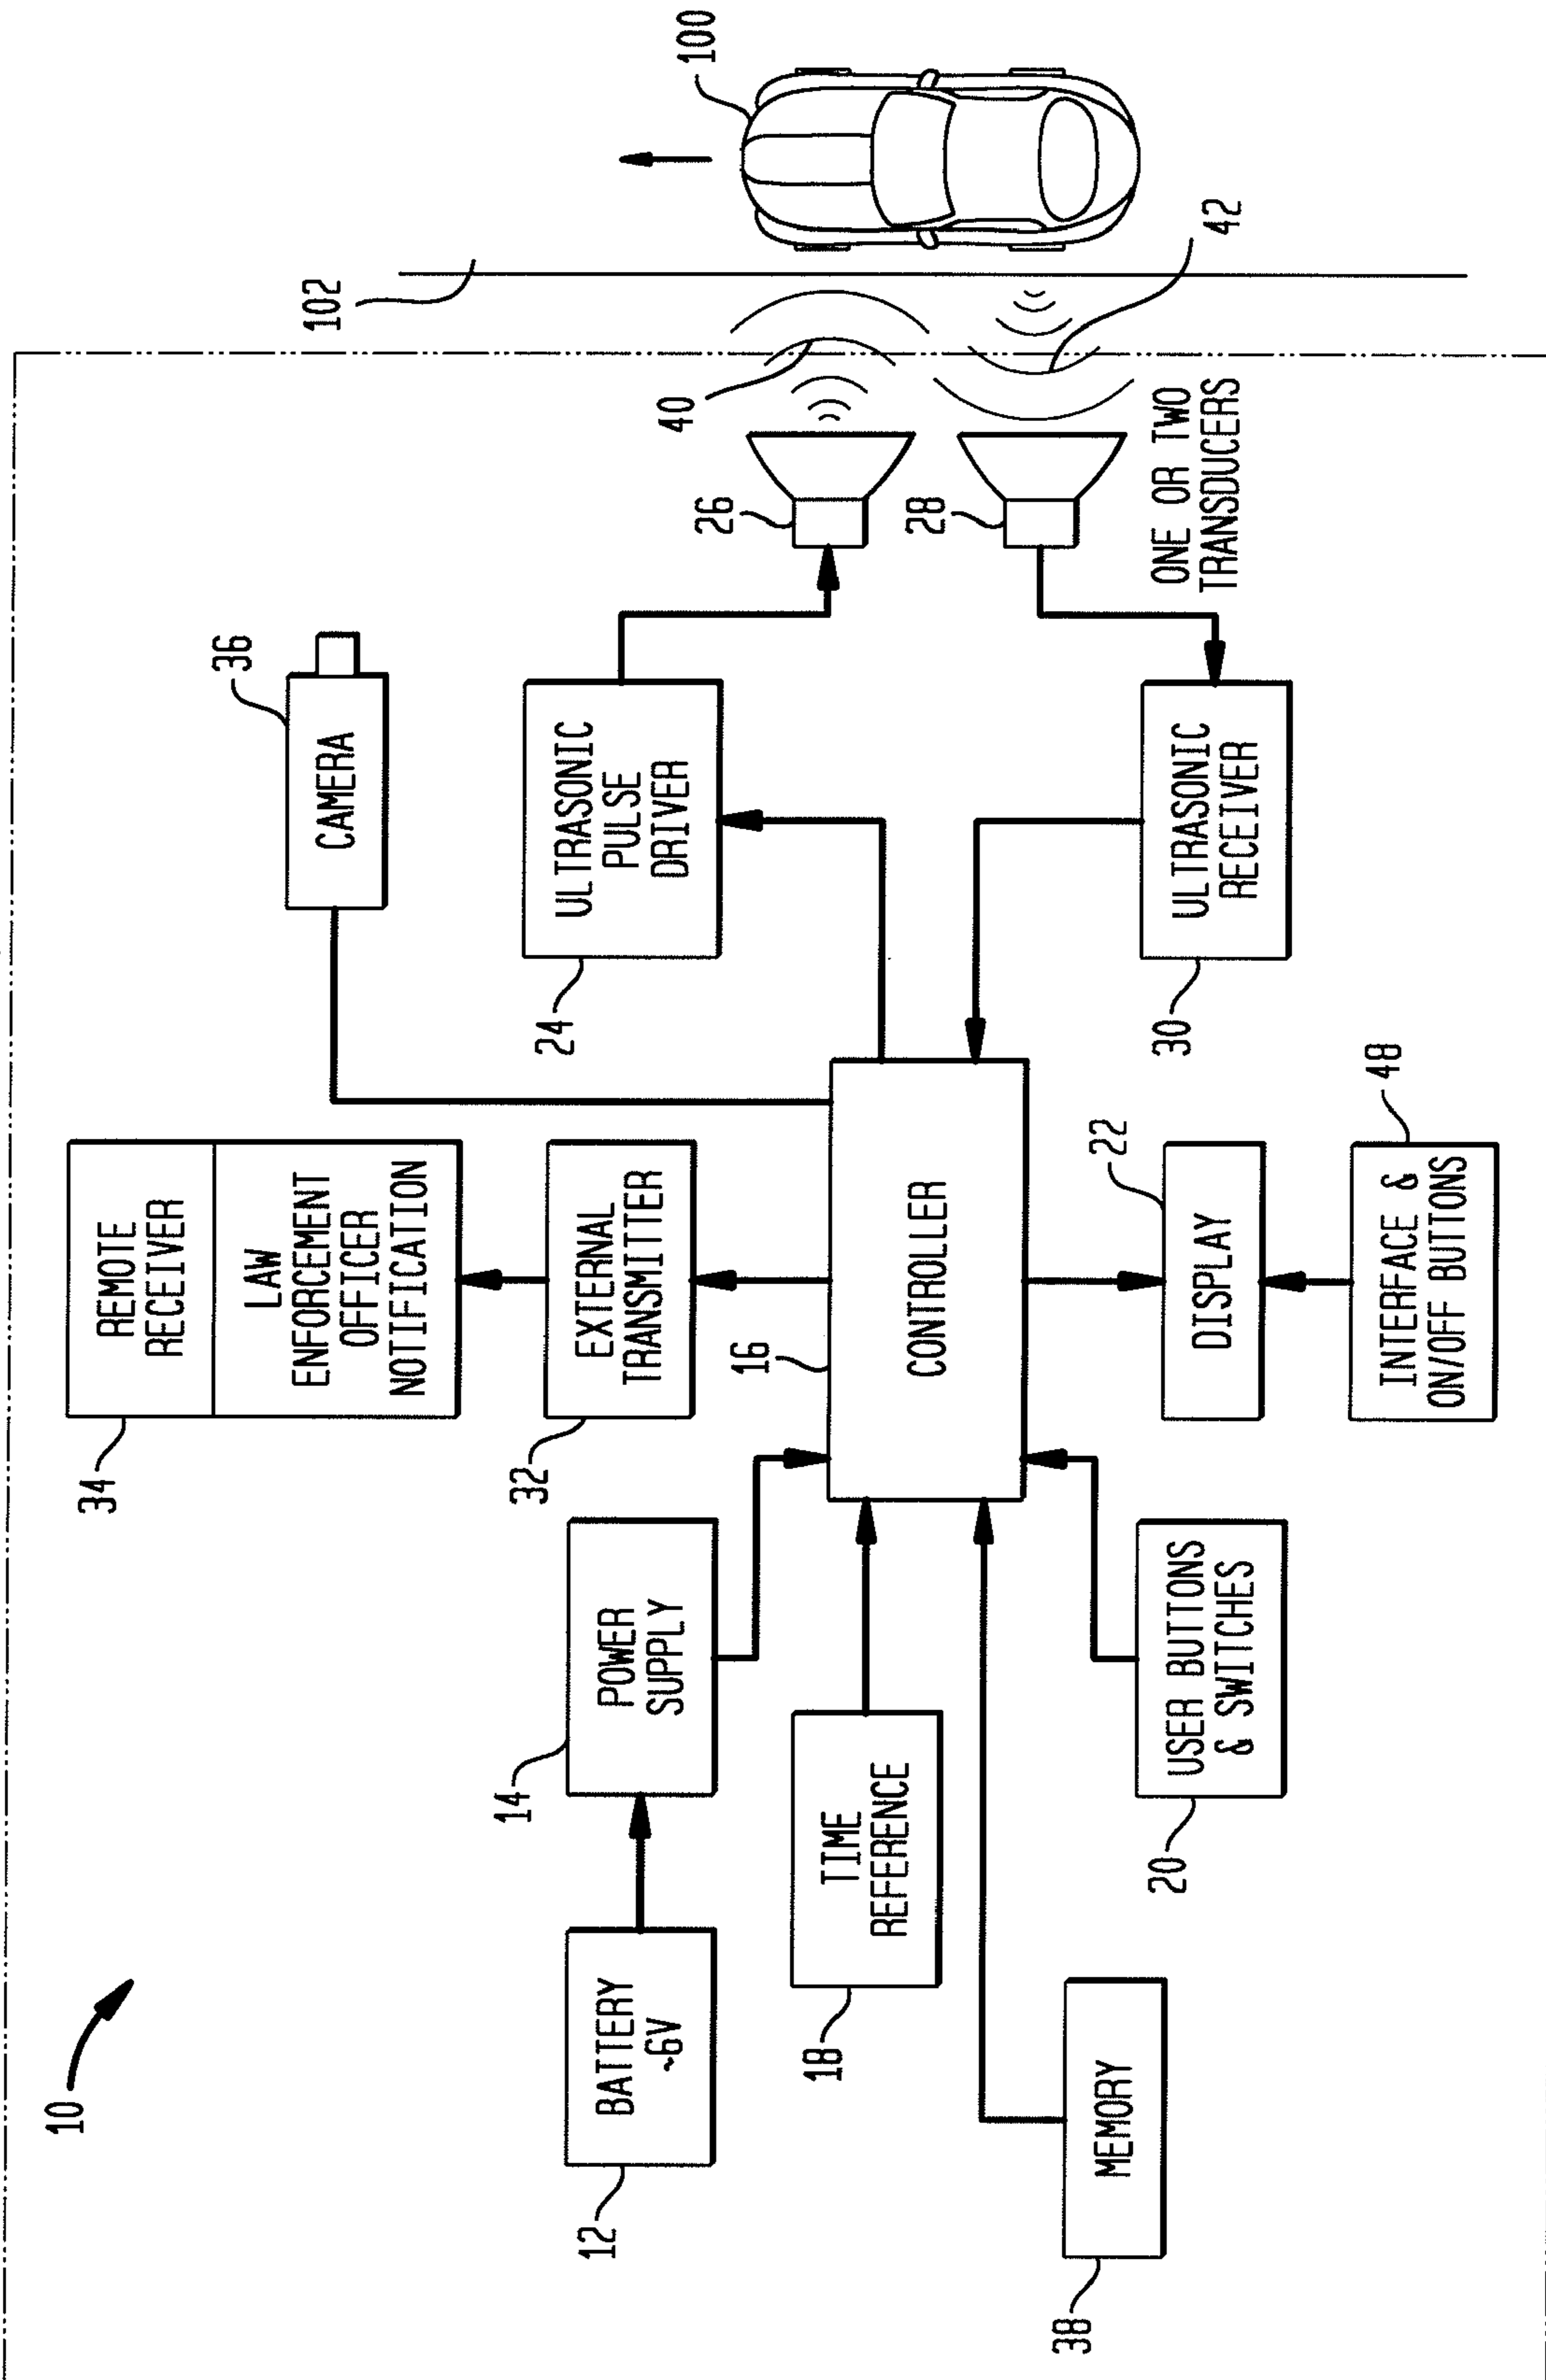 10
34
REMOTE
RECEIVER
LAW
ENFORCEMENT
OFFICER
NOTIFICATION
36
CAMERA
102
100
12
BATTERY
~6V
14
POWER
SUPPLY
32
EXTERNAL
TRANSMITTER
24
ULTRASONIC
PULSE
DRIVER
26
40
18
TIME
REFERENCE
16
CONTROLLER
28
42
ONE OR TWO
TRANSDUCERS
38
MEMORY
20
USER BUTTONS
& SWITCHES
22
DISPLAY
30
ULTRASONIC
RECEIVER
48
INTERFACE &
ON/OFF BUTTONS